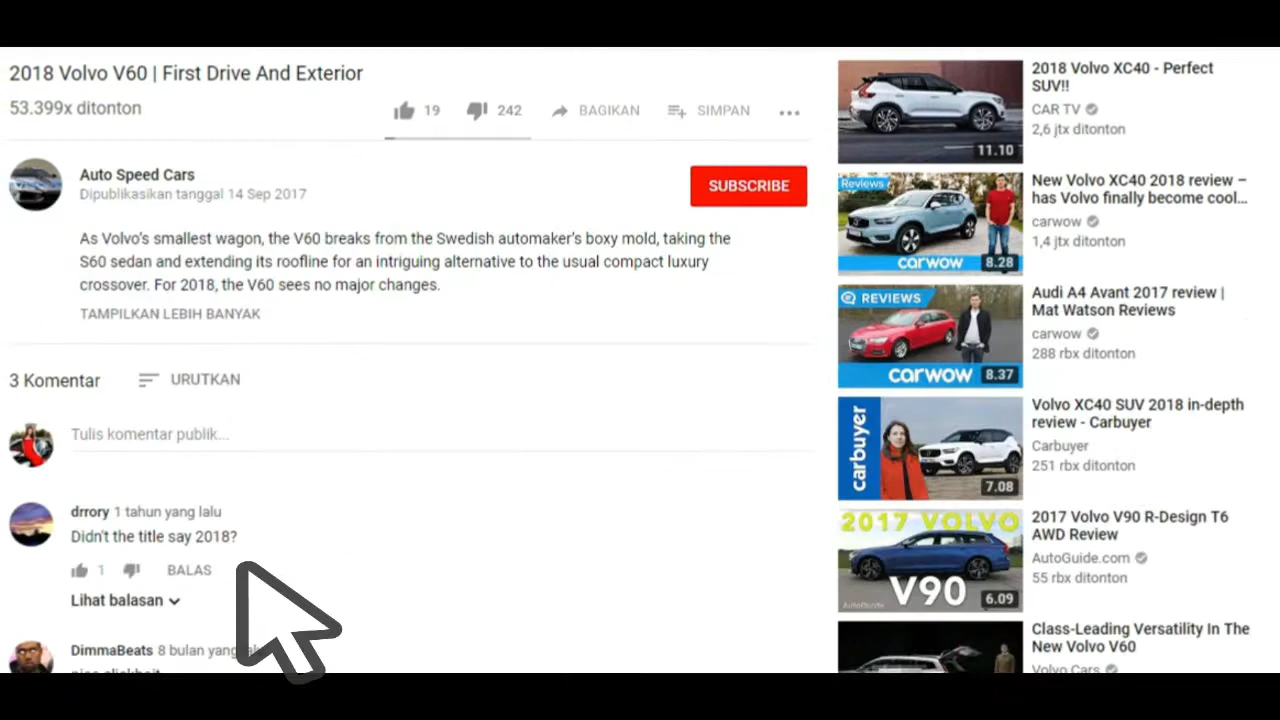 2018 Volvo V60 | First Drive And Exterior
53.399x ditonton
19
242
BAGIKAN
SIMPAN
Auto Speed Cars
Dipublikasikan tanggal 14 Sep 2017
SUBSCRIBE
As Volvo's smallest wagon, the V60 breaks from the Swedish automaker's boxy mold, taking the
S60 sedan and extending its roofline for an intriguing alternative to the usual compact luxury
crossover. For 2018, the V60 sees no major changes.
TAMPILKAN LEBIH BANYAK
3 Komentar
URUTKAN
Tulis komentar publik...
drrory 1 tahun yang lalu
Didn't the title say 2018?
1
BALAS
Lihat balasan
DimmaBeats 8 bulan yang
11.10
2018 Volvo XC40 - Perfect
SUV!!
CAR TV
2,6 jtx ditonton
Reviews
carwow
8.28
New Volvo XC40 2018 review –
has Volvo finally become cool...
carwow
1,4 jtx ditonton
REVIEWS
carwow
8.37
Audi A4 Avant 2017 review |
Mat Watson Reviews
carwow
288 rbx ditonton
carbuyer
7.08
Volvo XC40 SUV 2018 in-depth
review - Carbuyer
Carbuyer
251 rbx ditonton
2017 VOLVO
V90
AutoGuide
6.09
2017 Volvo V90 R-Design T6
AWD Review
AutoGuide.com
55 rbx ditonton
Class-Leading Versatility In The
New Volvo V60
Volvo Cars